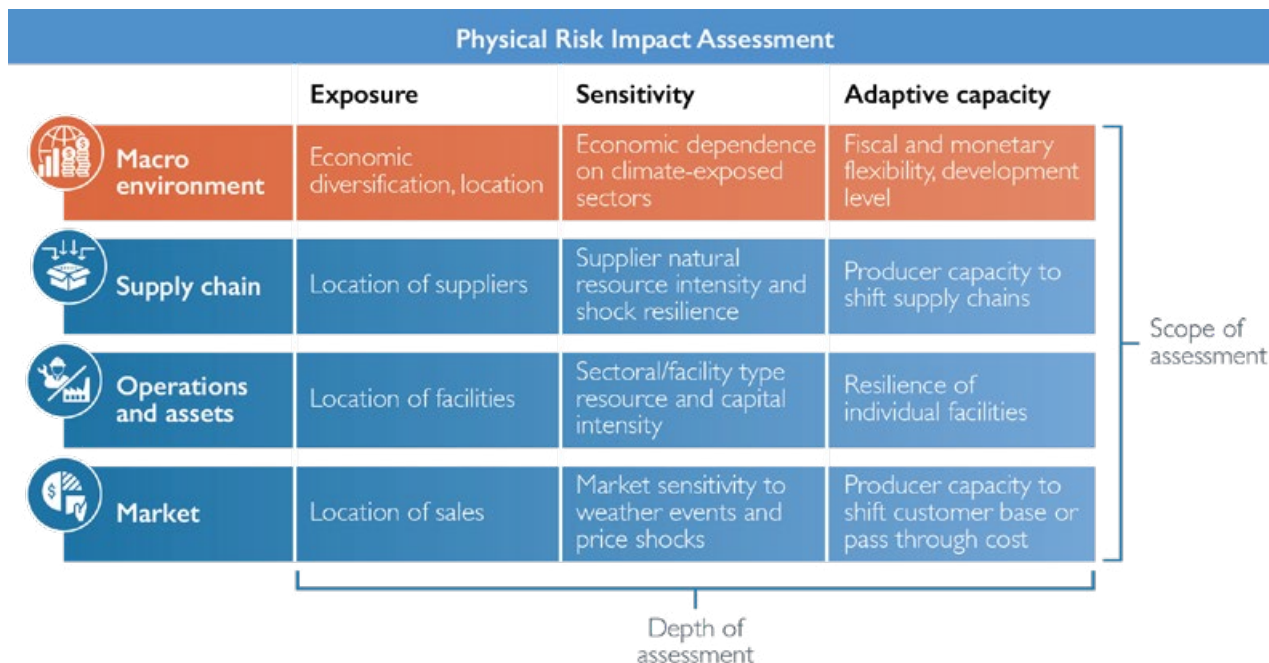 Physical Risk Impact Assessment
Exposure
Sensitivity
Adaptive capacity
Macro
environment
Economic
diversification, location
Economic dependence
on climate-exposed
sectors
Fiscal and monetary
flexibility, development
level
Supply chain
Location of suppliers
Supplier natural
resource intensity and
shock resilience
Producer capacity to
shift supply chains
Operations
and assets
Location of facilities
Sectoral/facility type
resource and capital
intensity
Resilience of
individual facilities
Market
Location of sales
Market sensitivity to
weather events and
price shocks
Producer capacity to
shift customer base or
pass through cost
Scope of
assessment
Depth of
assessment